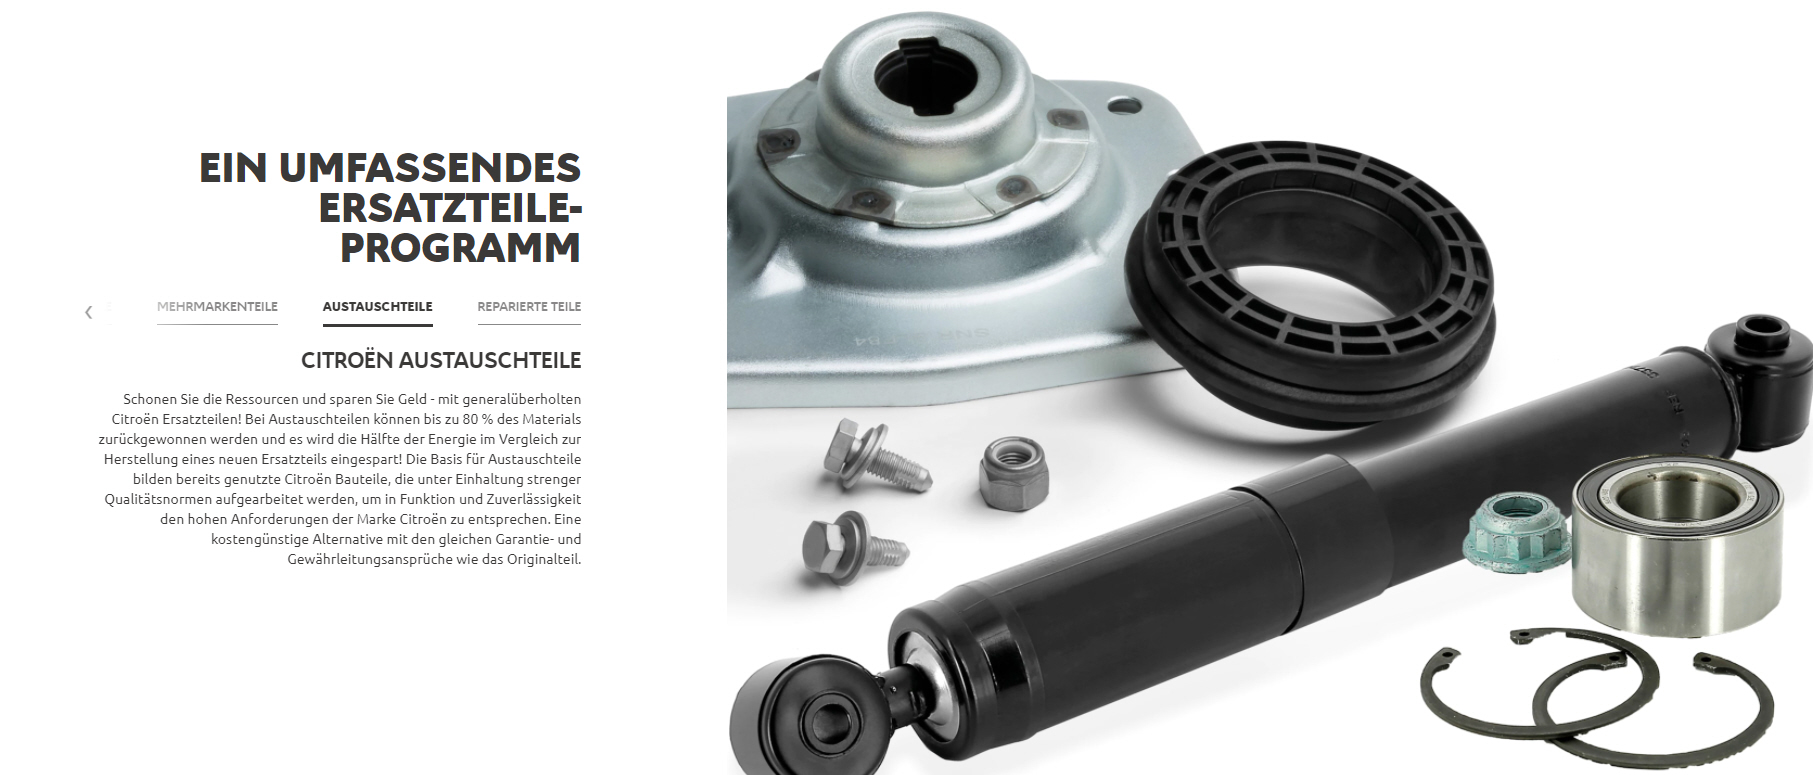 EIN UMFASSENDES
ERSATZTEILE-
PROGRAMM
MEHRMARKENTEILE AUSTAUSCHTEILE REPARIERTE TEILE
CITROËN AUSTAUSCHTEILE
Schonen Sie die Ressourcen und sparen Sie Geld - mit generalüberholten
Citroën Ersatzteilen! Bei Austauschteilen können bis zu 80 % des Materials
zurückgewonnen werden und es wird die Hälfte der Energie im Vergleich zur
Herstellung eines neuen Ersatzteils eingespart! Die Basis für Austauschteile
bilden bereits genutzte Citroën Bauteile, die unter Einhaltung strenger
Qualitätsnormen aufgearbeitet werden, um in Funktion und Zuverlässigkeit
den hohen Anforderungen der Marke Citroën zu entsprechen. Eine
kostengünstige Alternative mit den gleichen Garantie- und
Gewährleitungsansprüche wie das Originalteil.